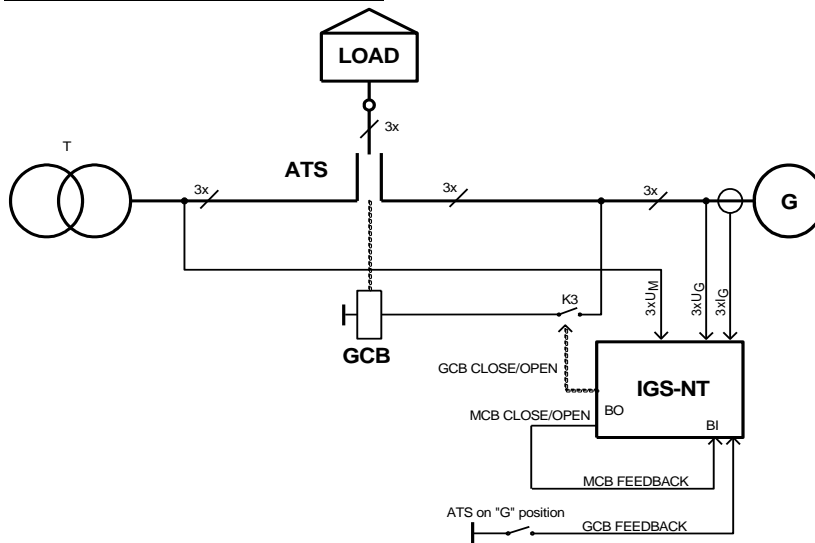 LOAD
3x
T
ATS
3x
3x
3x
G
3xUM
3xUG
3xIG
K3
GCB
GCB CLOSE/OPEN
IGS-NT
BO
MCB CLOSE/OPEN
BI
MCB FEEDBACK
ATS on "G" position
GCB FEEDBACK